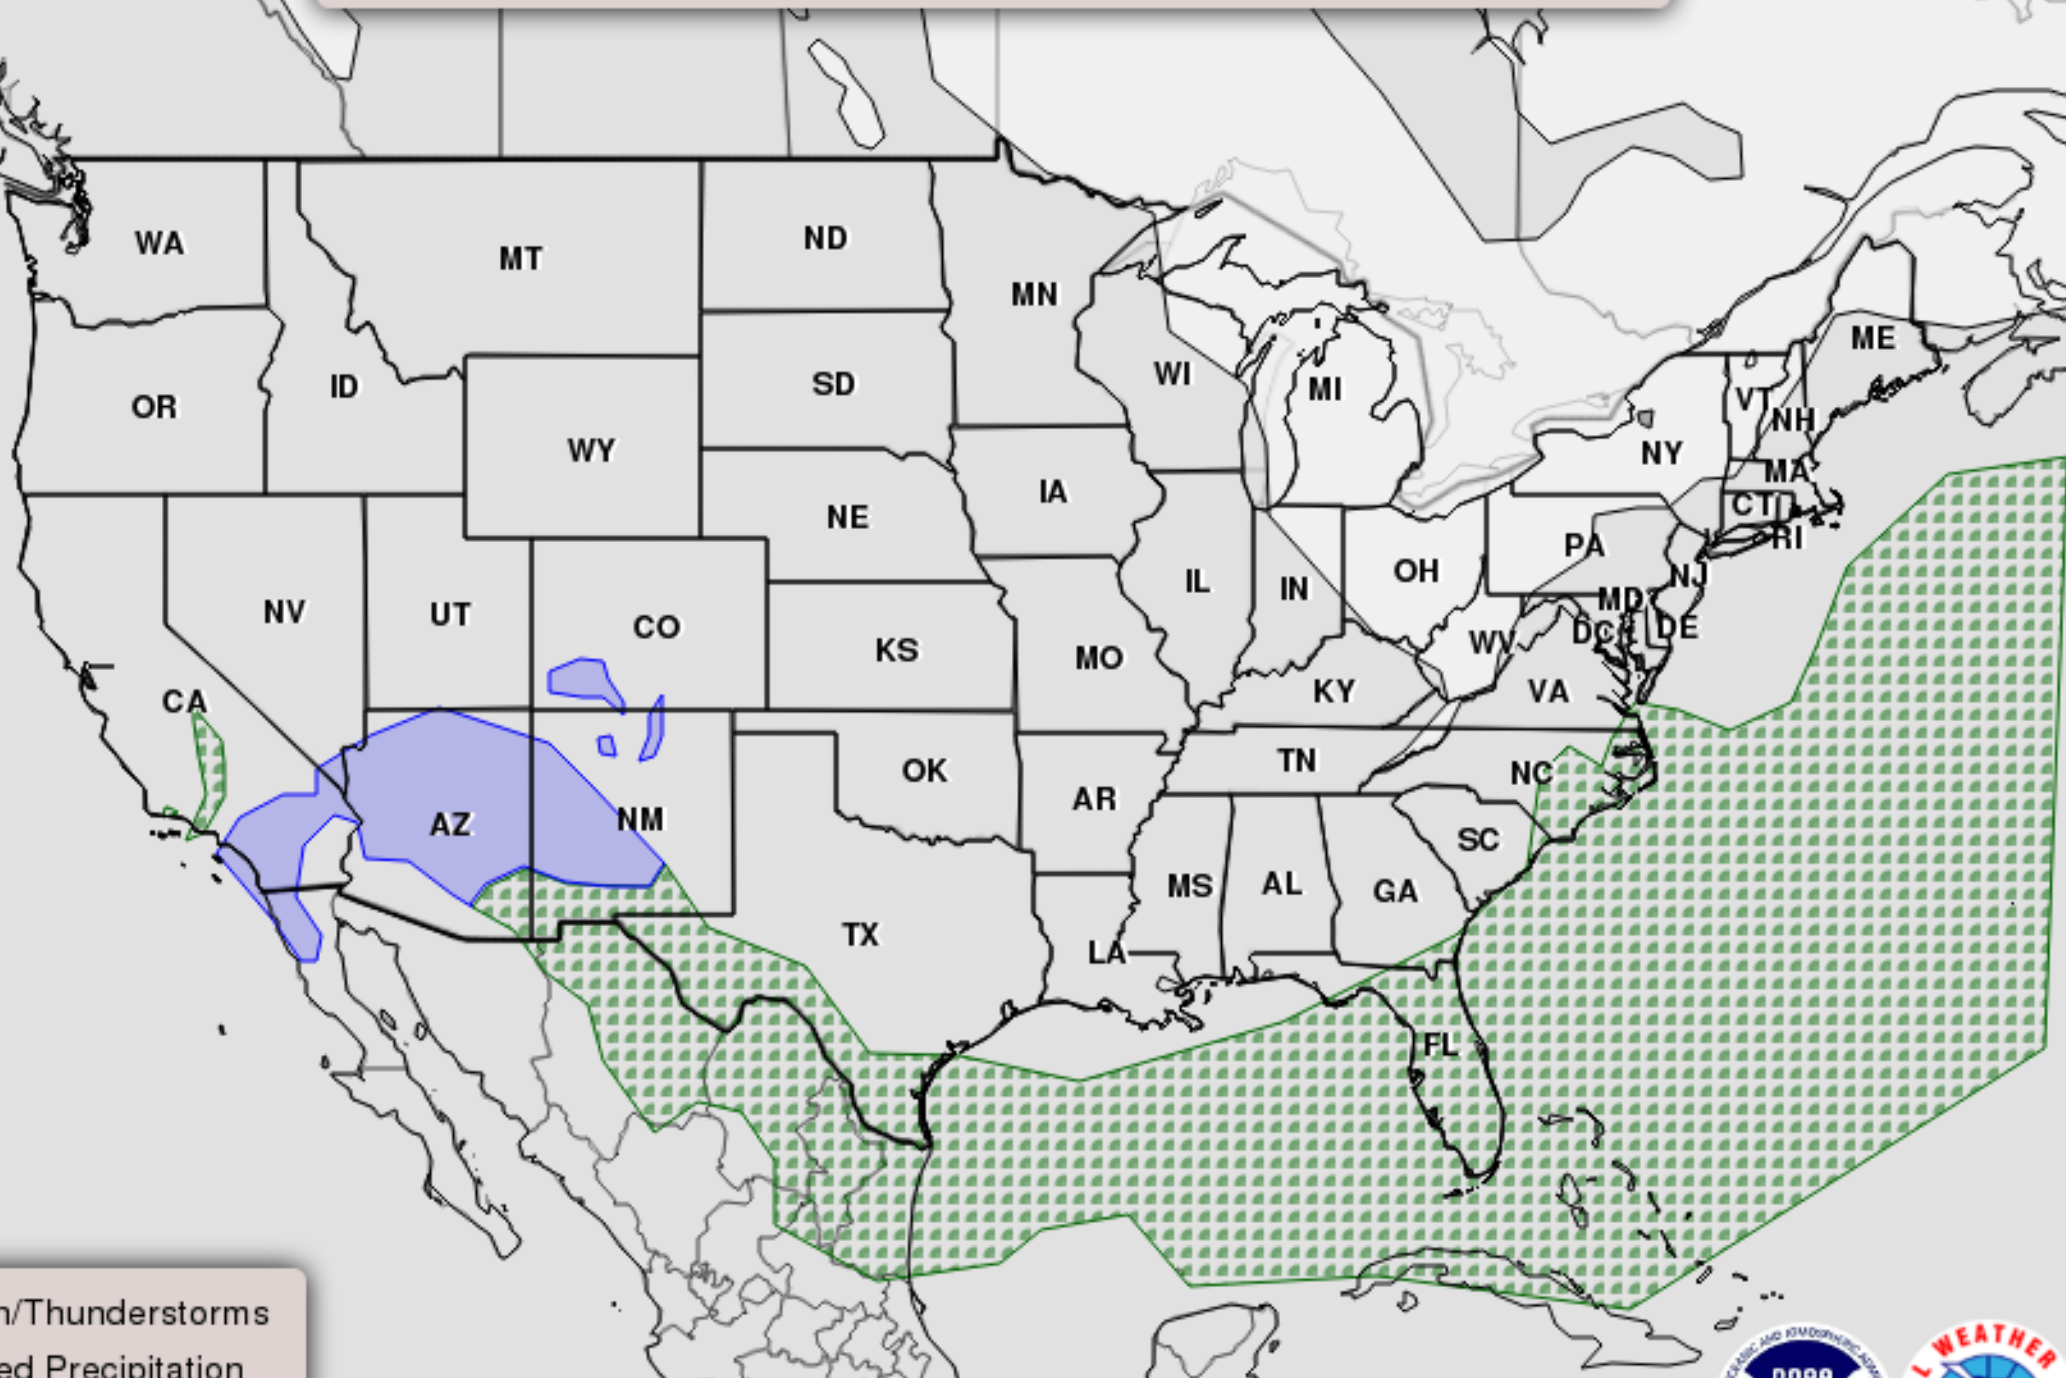 WA
MT
ND
MN
ME
OR
ID
SD
WI
MI
VT
NH
WY
NY
MA
IA
NE
CT
RI
PA
NV
UT
CO
IL
IN
OH
NJ
MD
DC
DE
KS
MO
WV
CA
KY
VA
OK
TN
NC
AZ
NM
AR
SC
MS
AL
GA
TX
LA
FL
n/Thunderstorms
ed Precipitation
L WEATHER